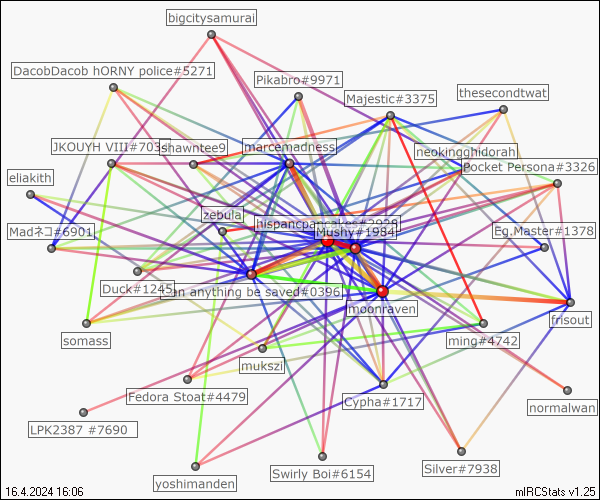 bigcitysamurai
DacobDacob hORNY police#5271
Pikabro#9971
Majestic#3375
thesecondtwat
JKOUYH VIII#703
shawntee9
marcemadness
neokingghidorah
Pocket Persona#3326
eliakith
zebula
hispancpancakes#2928
Mushy#1984
Madネコ#6901
Eg.Master#1378
Duck#1245
Can anything be saved#0396
moonraven
frisout
somass
ming#4742
mukszi
Fedora Stoat#4479
Cypha#1717
normalwan
LPK2387 #7690
Swirly Boi#6154
Silver#7938
yoshimanden
16.4.2024 16:06
mIRCStats v1.25